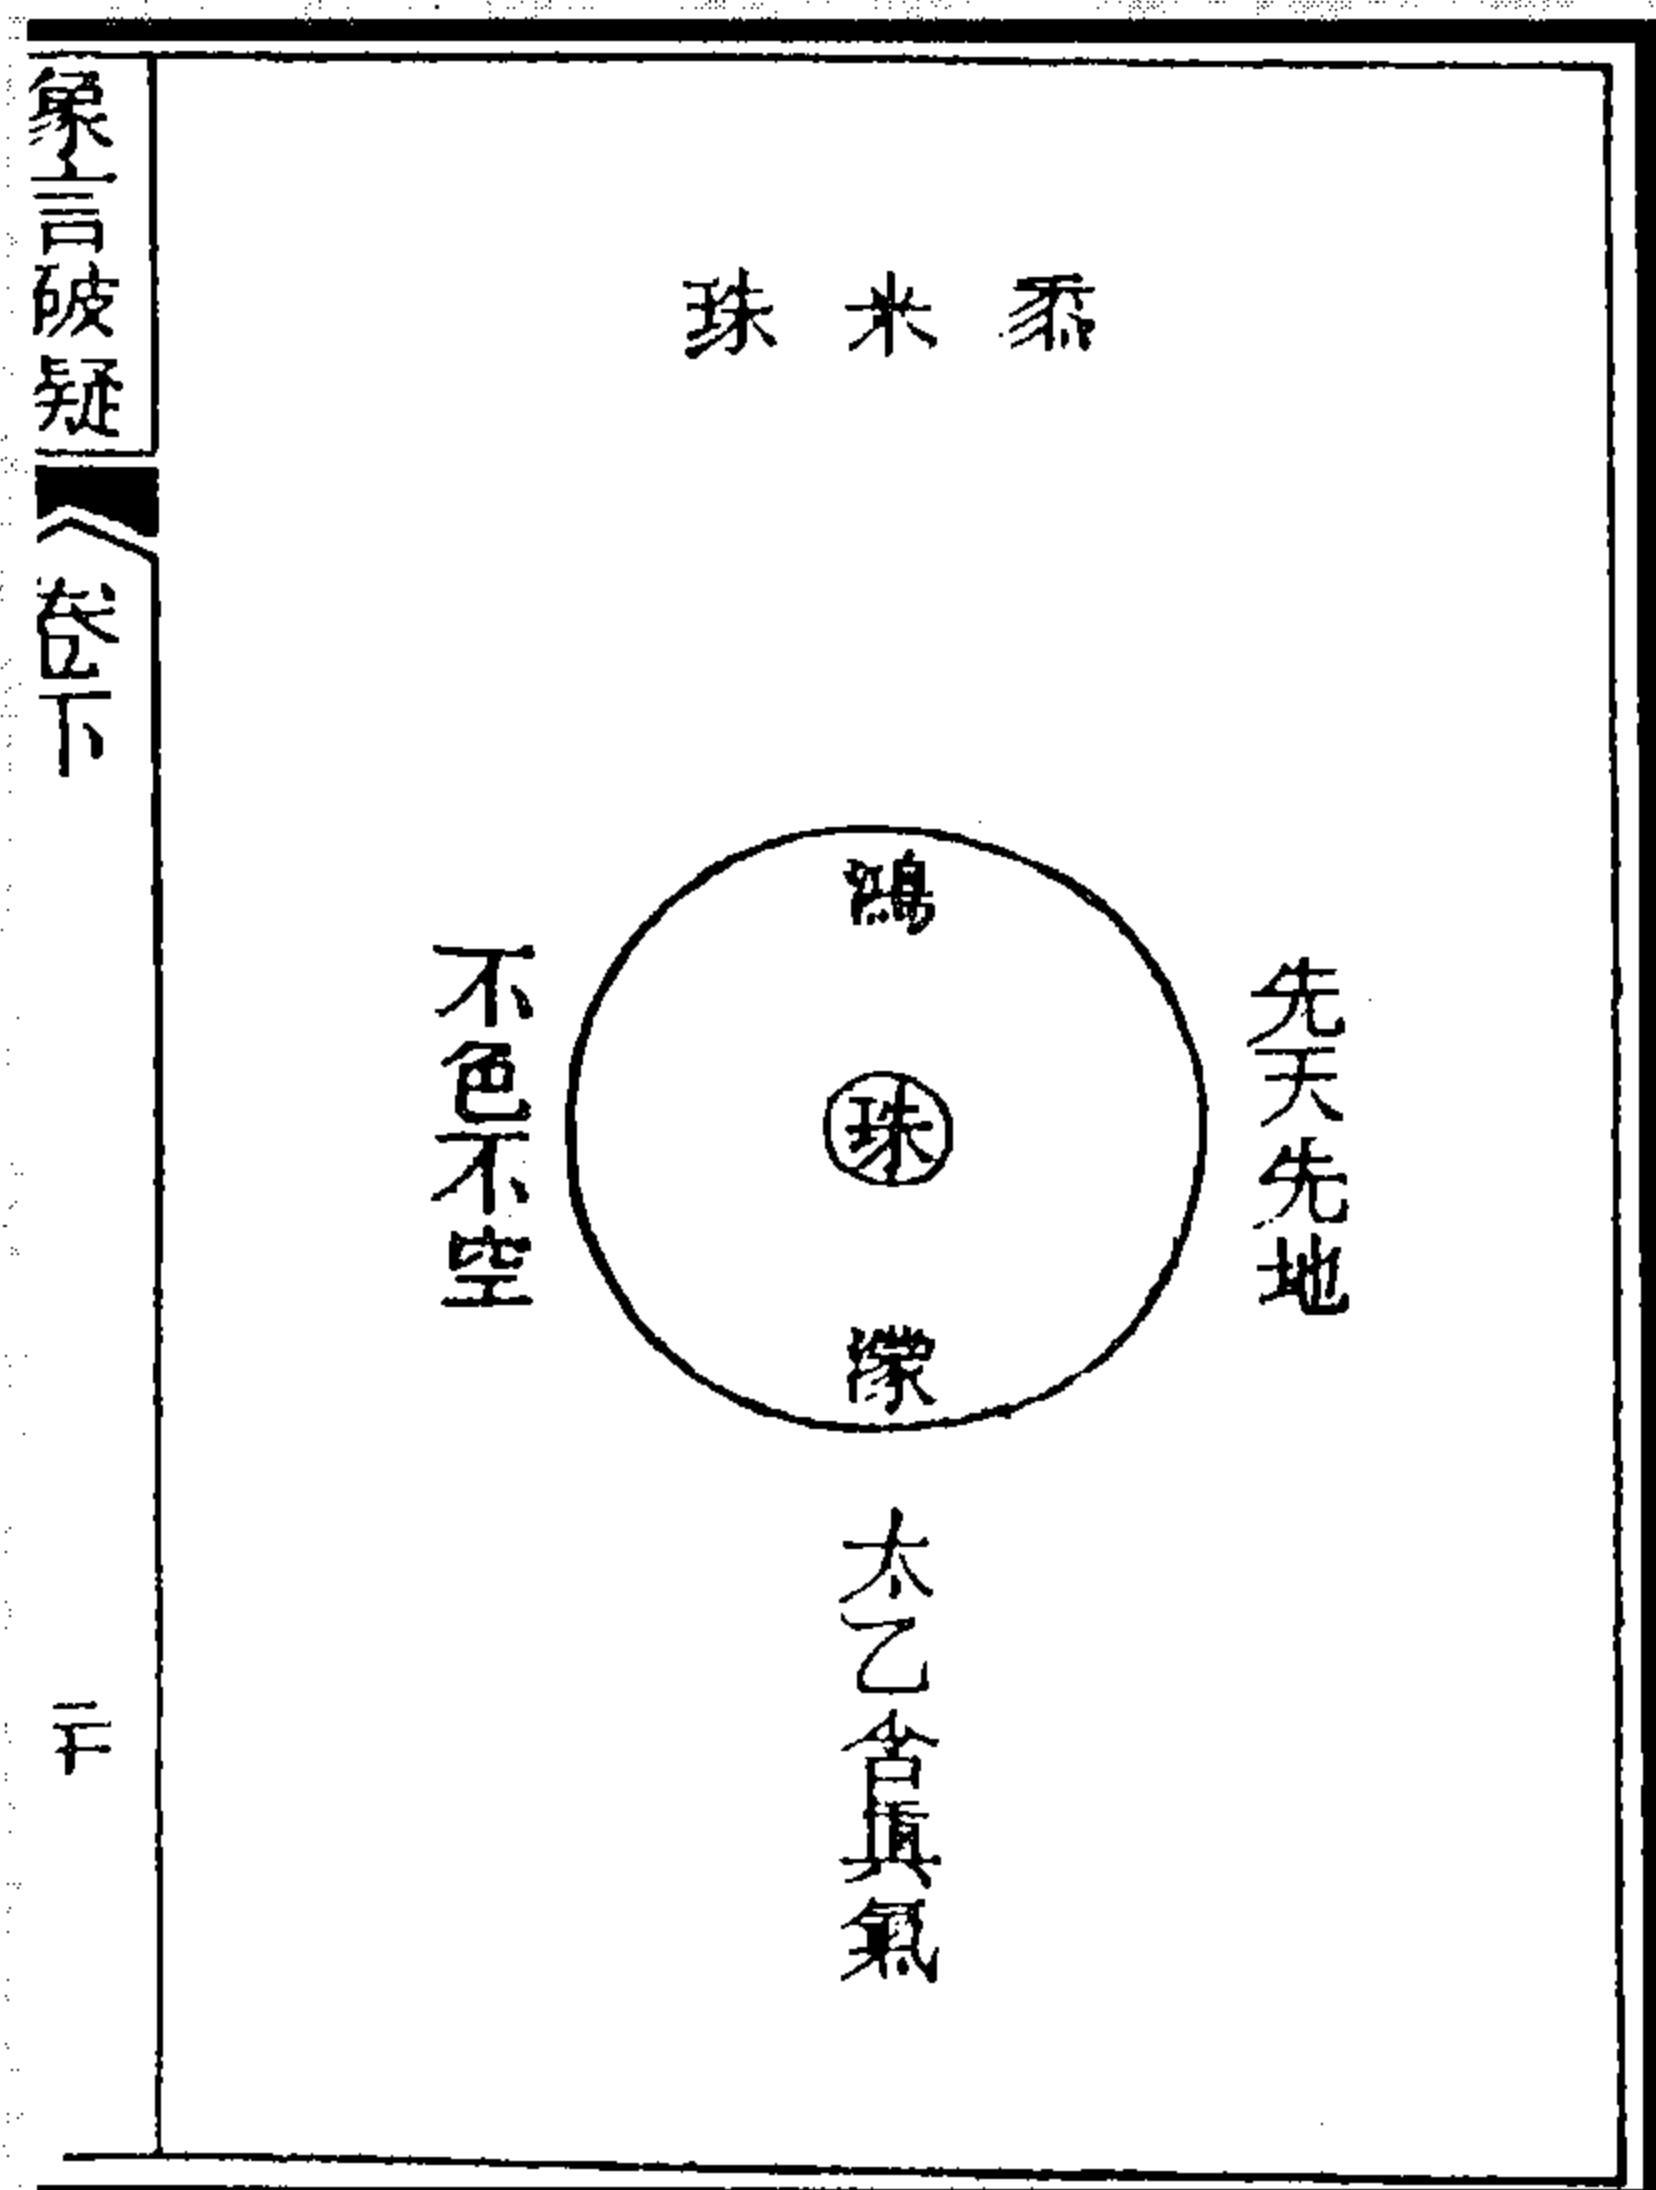 黍米珠
先天先地
鴻
珠
濛
不色不空
太乙含眞氣
象言破疑
卷下
二十